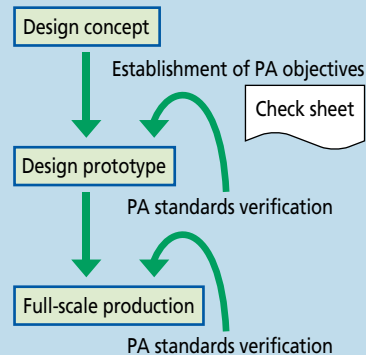 Design concept
Establishment of PA objectives
Check sheet
Design prototype
PA standards verification
Full-scale production
PA standards verification